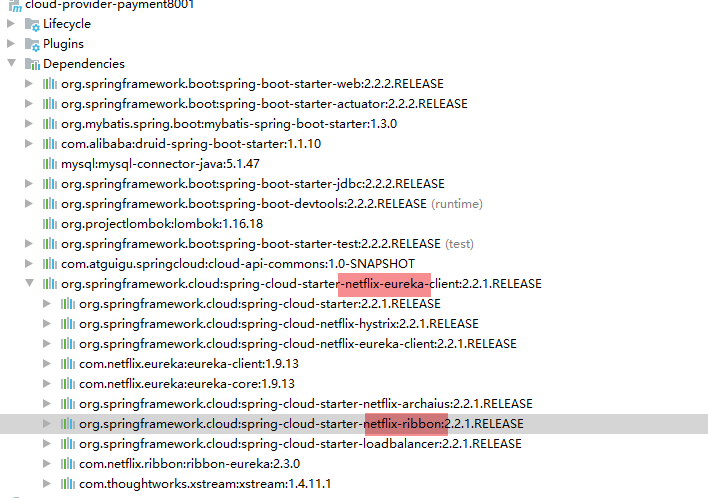 cloud-provider-payment8001
Lifecycle
Plugins
Dependencies
org.springframework.boot:spring-boot-starter-web:2.2.2.RELEASE
org.springframework.boot:spring-boot-starter-actuator:2.2.2.RELEASE
org.mybatis.spring.boot:mybatis-spring-boot-starter:1.3.0
com.alibaba:druid-spring-boot-starter:1.1.10
mysql:mysql-connector-java:5.1.47
org.springframework.boot:spring-boot-starter-jdbc:2.2.2.RELEASE
org.springframework.boot:spring-boot-devtools:2.2.2.RELEASE (runtime)
org.projectlombok:lombok:1.16.18
org.springframework.boot:spring-boot-starter-test:2.2.2.RELEASE (test)
com.atguigu.springcloud:cloud-api-commons:1.0-SNAPSHOT
org.springframework.cloud:spring-cloud-starter-netflix-eureka-client:2.2.1.RELEASE
org.springframework.cloud:spring-cloud-starter:2.2.1.RELEASE
org.springframework.cloud:spring-cloud-netflix-hystrix:2.2.1.RELEASE
org.springframework.cloud:spring-cloud-netflix-eureka-client:2.2.1.RELEASE
com.netflix.eureka:eureka-client:1.9.13
com.netflix.eureka:eureka-core:1.9.13
org.springframework.cloud:spring-cloud-starter-netflix-archaius:2.2.1.RELEASE
org.springframework.cloud:spring-cloud-starter-netflix-ribbon:2.2.1.RELEASE
org.springframework.cloud:spring-cloud-starter-loadbalancer:2.2.1.RELEASE
com.netflix.ribbon:ribbon-eureka:2.3.0
com.thoughtworks.xstream:xstream:1.4.11.1